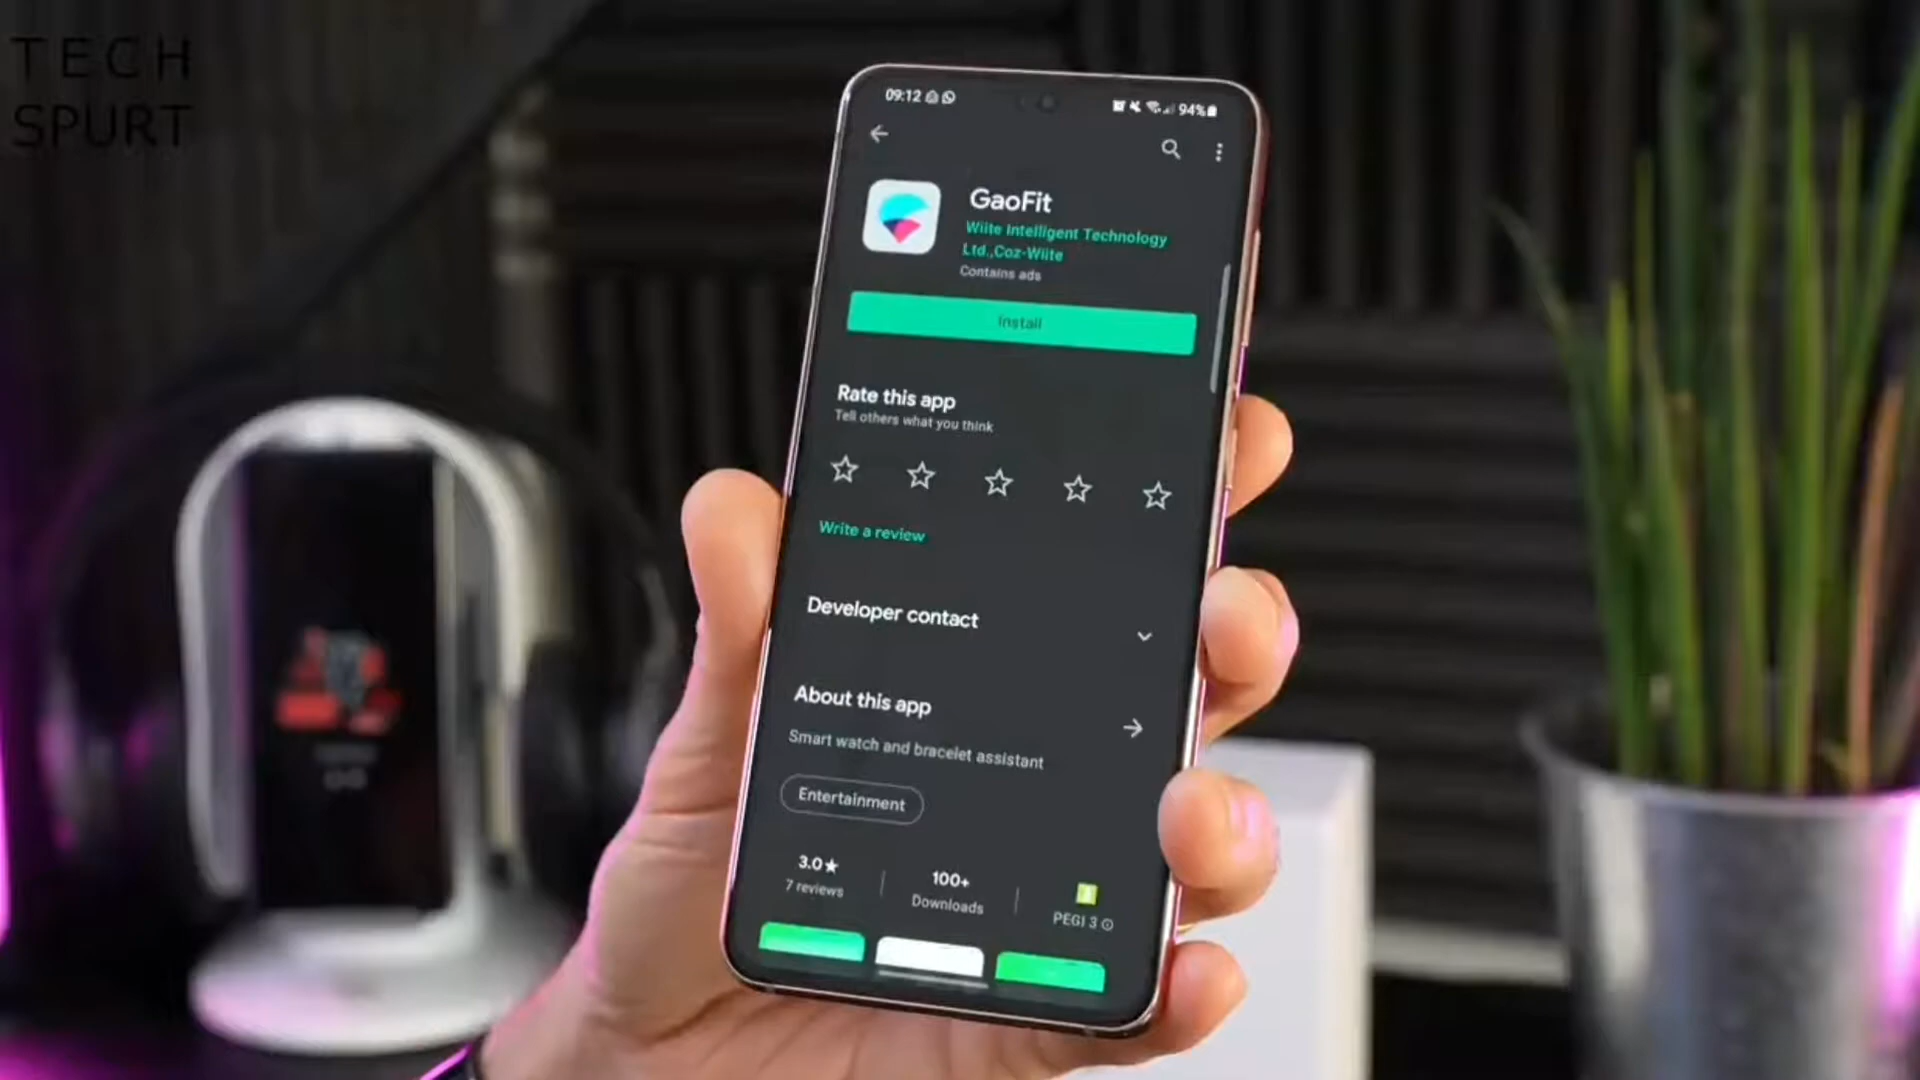 TECH
SPURT
09:12
94%
GaoFit
Wiite Intelligent Technology
Ltd.,Coz-Wiite
Contains ads
Install
Rate this app
Tell others what you think
Write a review
Developer contact
About this app
Smart watch and bracelet assistant
Entertainment
3.0★ 100+ 3
7 reviews Downloads PEGI 3